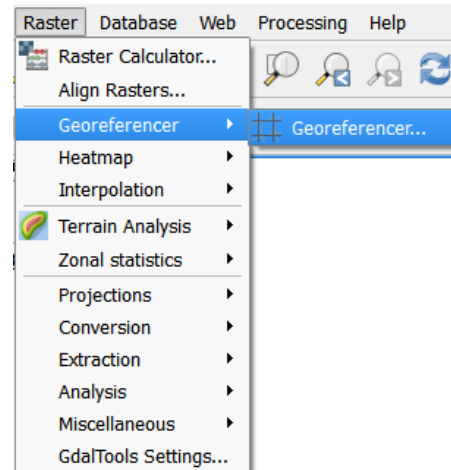 Raster Database Web Processing Help
Raster Calculator...
Align Rasters...
Georeferencer Georeferencer...
Heatmap
Interpolation
Terrain Analysis
Zonal statistics
Projections
Conversion
Extraction
Analysis
Miscellaneous
GdalTools Settings...